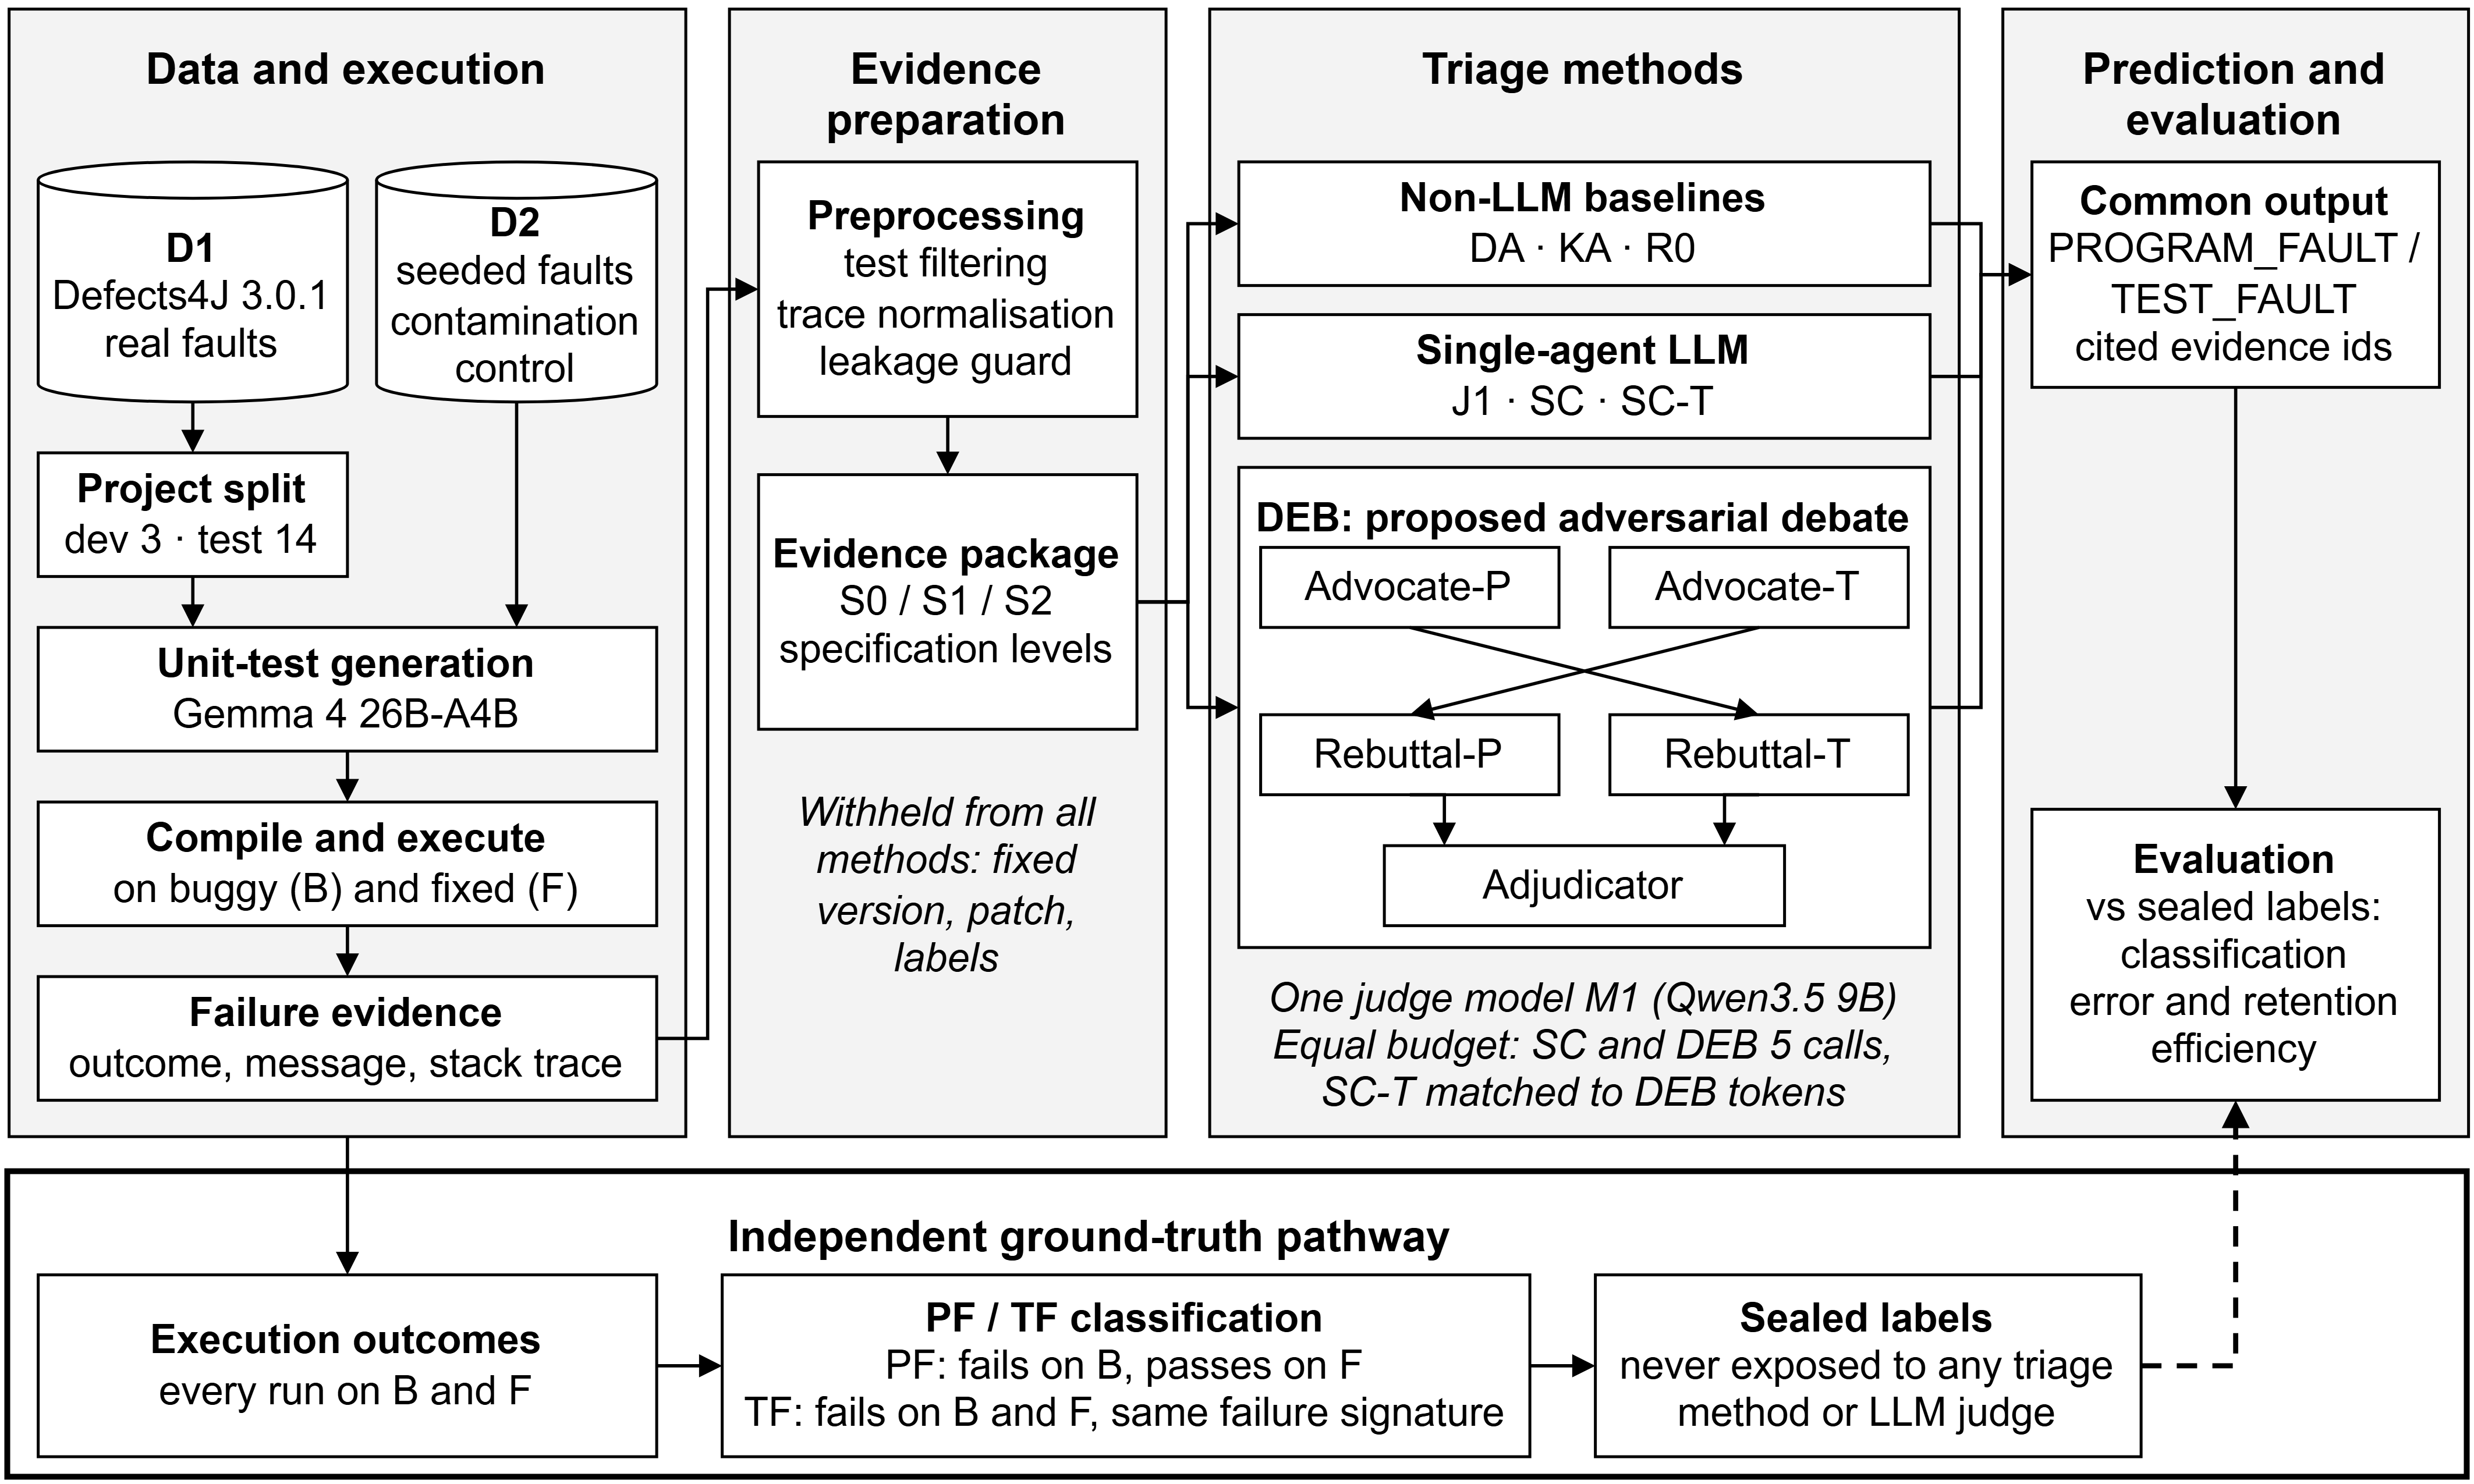 Data and execution
D1
Defects4J 3.0.1
real faults
D2
seeded faults
contamination
control
Project split
dev 3 · test 14
Unit-test generation
Gemma 4 26B-A4B
Compile and execute
on buggy (B) and fixed (F)
Failure evidence
outcome, message, stack trace
Evidence
preparation
Preprocessing
test filtering
trace normalisation
leakage guard
Evidence package
S0 / S1 / S2
specification levels
Withheld from all
methods: fixed
version, patch,
labels
Triage methods
Non-LLM baselines
DA · KA · R0
Single-agent LLM
J1 · SC · SC-T
DEB: proposed adversarial debate
Advocate-P
Advocate-T
Rebuttal-P
Rebuttal-T
Adjudicator
One judge model M1 (Qwen3.5 9B)
Equal budget: SC and DEB 5 calls,
SC-T matched to DEB tokens
Prediction and
evaluation
Common output
PROGRAM_FAULT /
TEST_FAULT
cited evidence ids
Evaluation
vs sealed labels:
classification
error and retention
efficiency
Independent ground-truth pathway
Execution outcomes
every run on B and F
PF / TF classification
PF: fails on B, passes on F
TF: fails on B and F, same failure signature
Sealed labels
never exposed to any triage
method or LLM judge